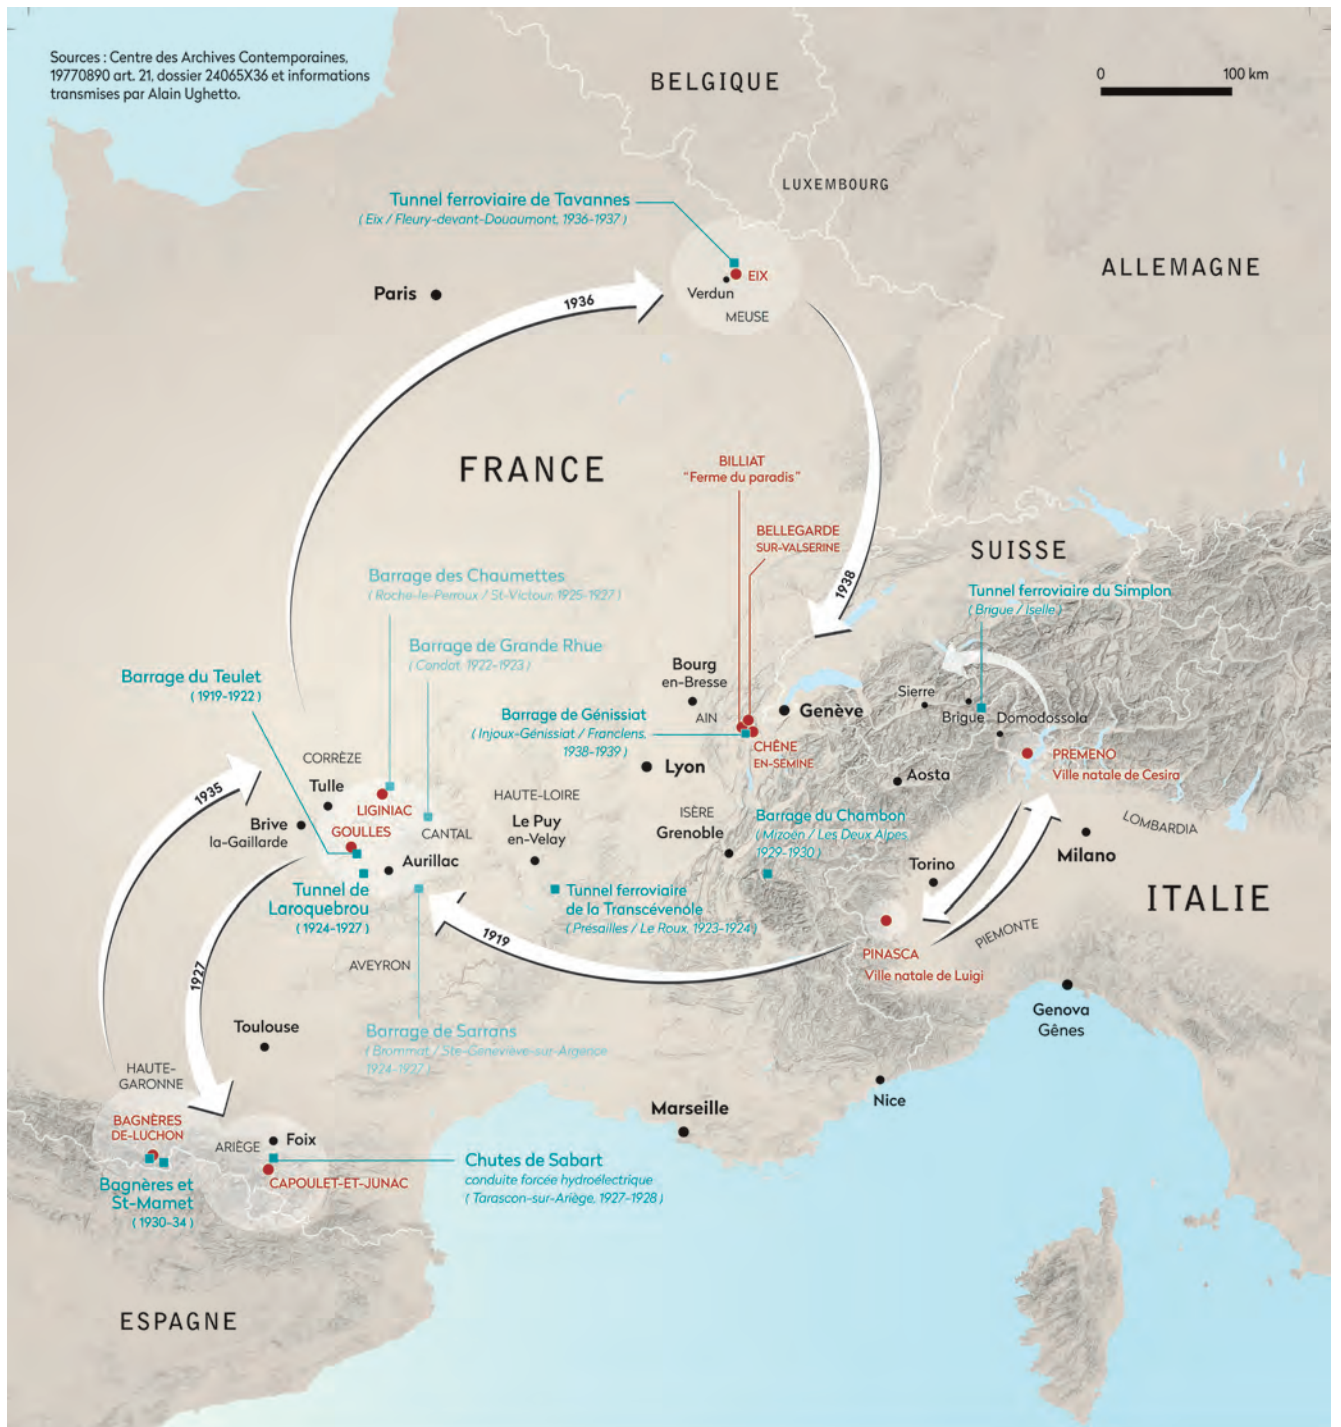 Sources : Centre des Archives Contemporaines,
19770890 art. 21, dossier 24065X36 et informations
transmises par Alain Ughetto.
0
100 km
BELGIQUE
LUXEMBOURG
ALLEMAGNE
Tunnel ferroviaire de Tavannes
( Eix / Fleury-devant-Douaumont, 1936-1937 )
EIX
Verdun
MEUSE
Paris
1936
FRANCE
BILLIAT
“Ferme du paradis”
BELLEGARDE
SUR-VALSERINE
1938
SUISSE
Tunnel ferroviaire du Simplon
( Brigue / Iselle )
Barrage des Chaumettes
( Roche-le-Perroux / St-Victour, 1925-1927 )
Barrage de Grande Rhue
( Condat, 1922-1923 )
Barrage du Teulet
( 1919-1922 )
Bourg
en-Bresse
AIN
Genève
Sierre
Brigue
Domodossola
Barrage de Génissiat
( Injoux-Génissiat / Franclens,
1938-1939 )
CHÊNE
EN-SEMINE
PREMENO
Ville natale de Cesira
CORRÈZE
Tulle
LIGINIAC
Lyon
Aosta
1935
HAUTE-LOIRE
Brive
la-Gaillarde
GOULLES
CANTAL
Le Puy
en-Velay
ISÈRE
Grenoble
Barrage du Chambon
( Mizoën / Les Deux Alpes
1929-1930 )
LOMBARDIA
Milano
Aurillac
Torino
Tunnel de
Laroquebrou
( 1924-1927 )
Tunnel ferroviaire
de la Transcévenole
( Présailles / Le Roux, 1923-1924 )
ITALIE
1919
PIEMONTE
PINASCA
Ville natale de Luigi
1927
AVEYRON
Genova
Gênes
Toulouse
Barrage de Sarrans
( Brommat / Ste-Geneviève-sur-Argence
1924-1927 )
HAUTE-
GARONNE
Nice
Marseille
BAGNÈRES
DE-LUCHON
ARIÈGE
Foix
Chutes de Sabart
conduite forcée hydroélectrique
( Tarascon-sur-Ariège, 1927-1928 )
CAPOULET-ET-JUNAC
Bagnères et
St-Mamet
( 1930-34 )
ESPAGNE